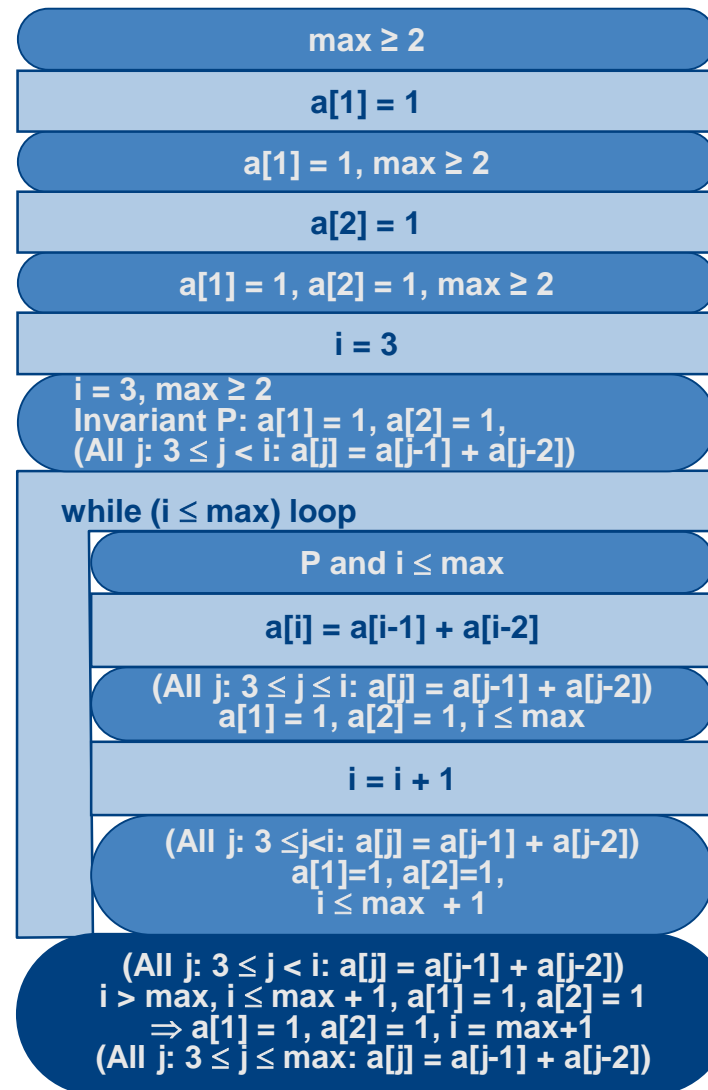 max ≥ 2
a[1] = 1
a[1] = 1, max ≥ 2
a[2] = 1
a[1] = 1, a[2] = 1, max ≥ 2
i = 3
i = 3, max ≥ 2
Invariant P: a[1] = 1, a[2] = 1,
(All j: 3 ≤ j < i: a[j] = a[j-1] + a[j-2])
while (i ≤ max) loop
P and i ≤ max
a[i] = a[i-1] + a[i-2]
(All j: 3 ≤ j ≤ i: a[j] = a[j-1] + a[j-2])
a[1] = 1, a[2] = 1, i ≤ max
i = i + 1
(All j: 3 ≤j<i: a[j] = a[j-1] + a[j-2])
a[1]=1, a[2]=1,
i ≤ max + 1
(All j: 3 ≤ j < i: a[j] = a[j-1] + a[j-2])
i > max, i ≤ max + 1, a[1] = 1, a[2] = 1
⇒ a[1] = 1, a[2] = 1, i = max+1
(All j: 3 ≤ j ≤ max: a[j] = a[j-1] + a[j-2])